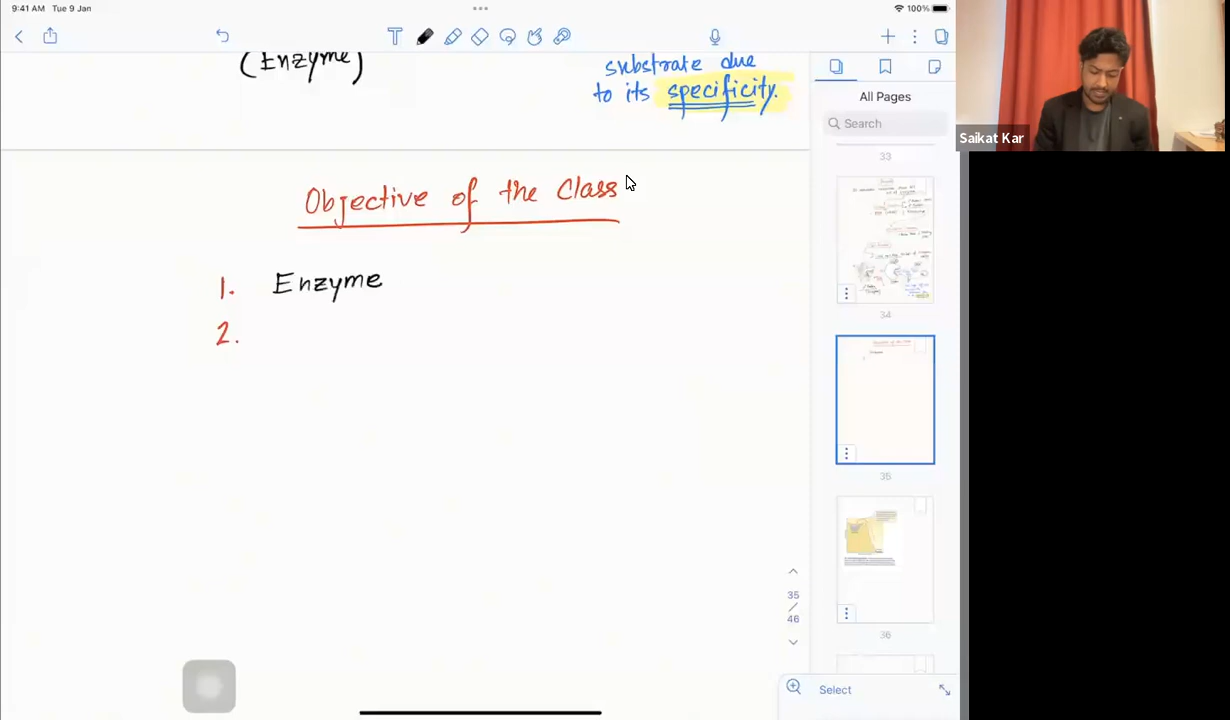 9:41 AM Tue 9 Jan
100%
(Enzyme)
substrate due
to its specificity.
Objective of the Class
1. Enzyme
2.
35
/
46
All Pages
Search
33
34
35
36
Select
Saikat Kar